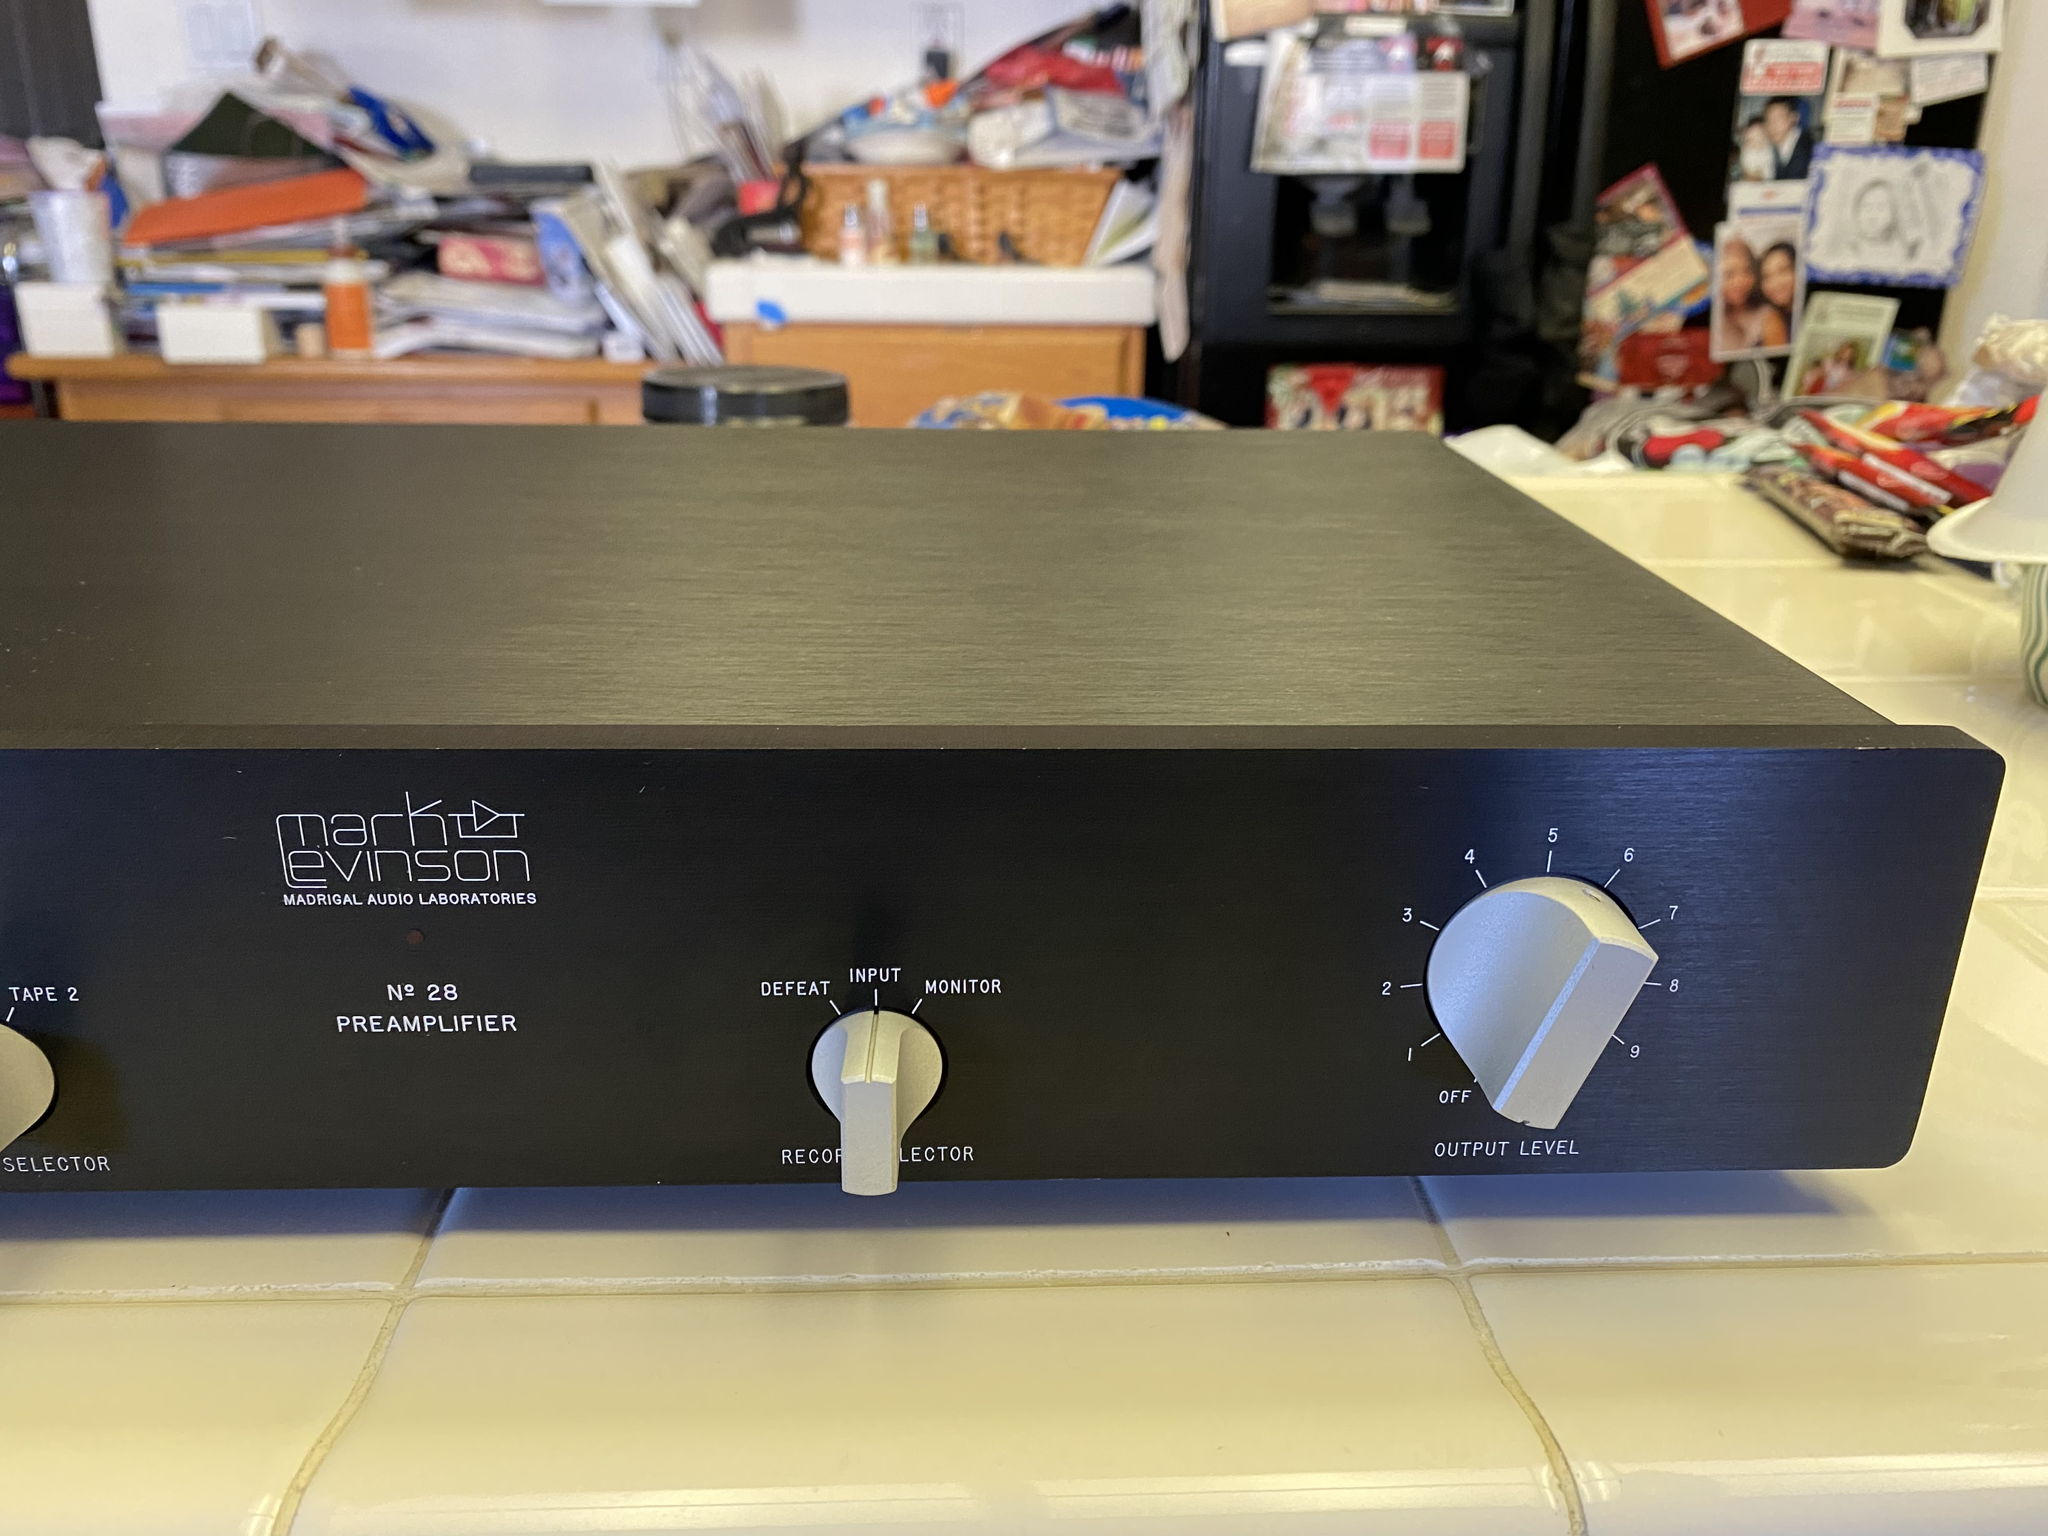 mark
Levinson
MADRIGAL AUDIO LABORATORIES
Nº 28
PREAMPLIFIER
TAPE 2
SELECTOR
DEFEAT
INPUT
MONITOR
OFF
1
2
3
4
5
6
7
8
9
OUTPUT LEVEL